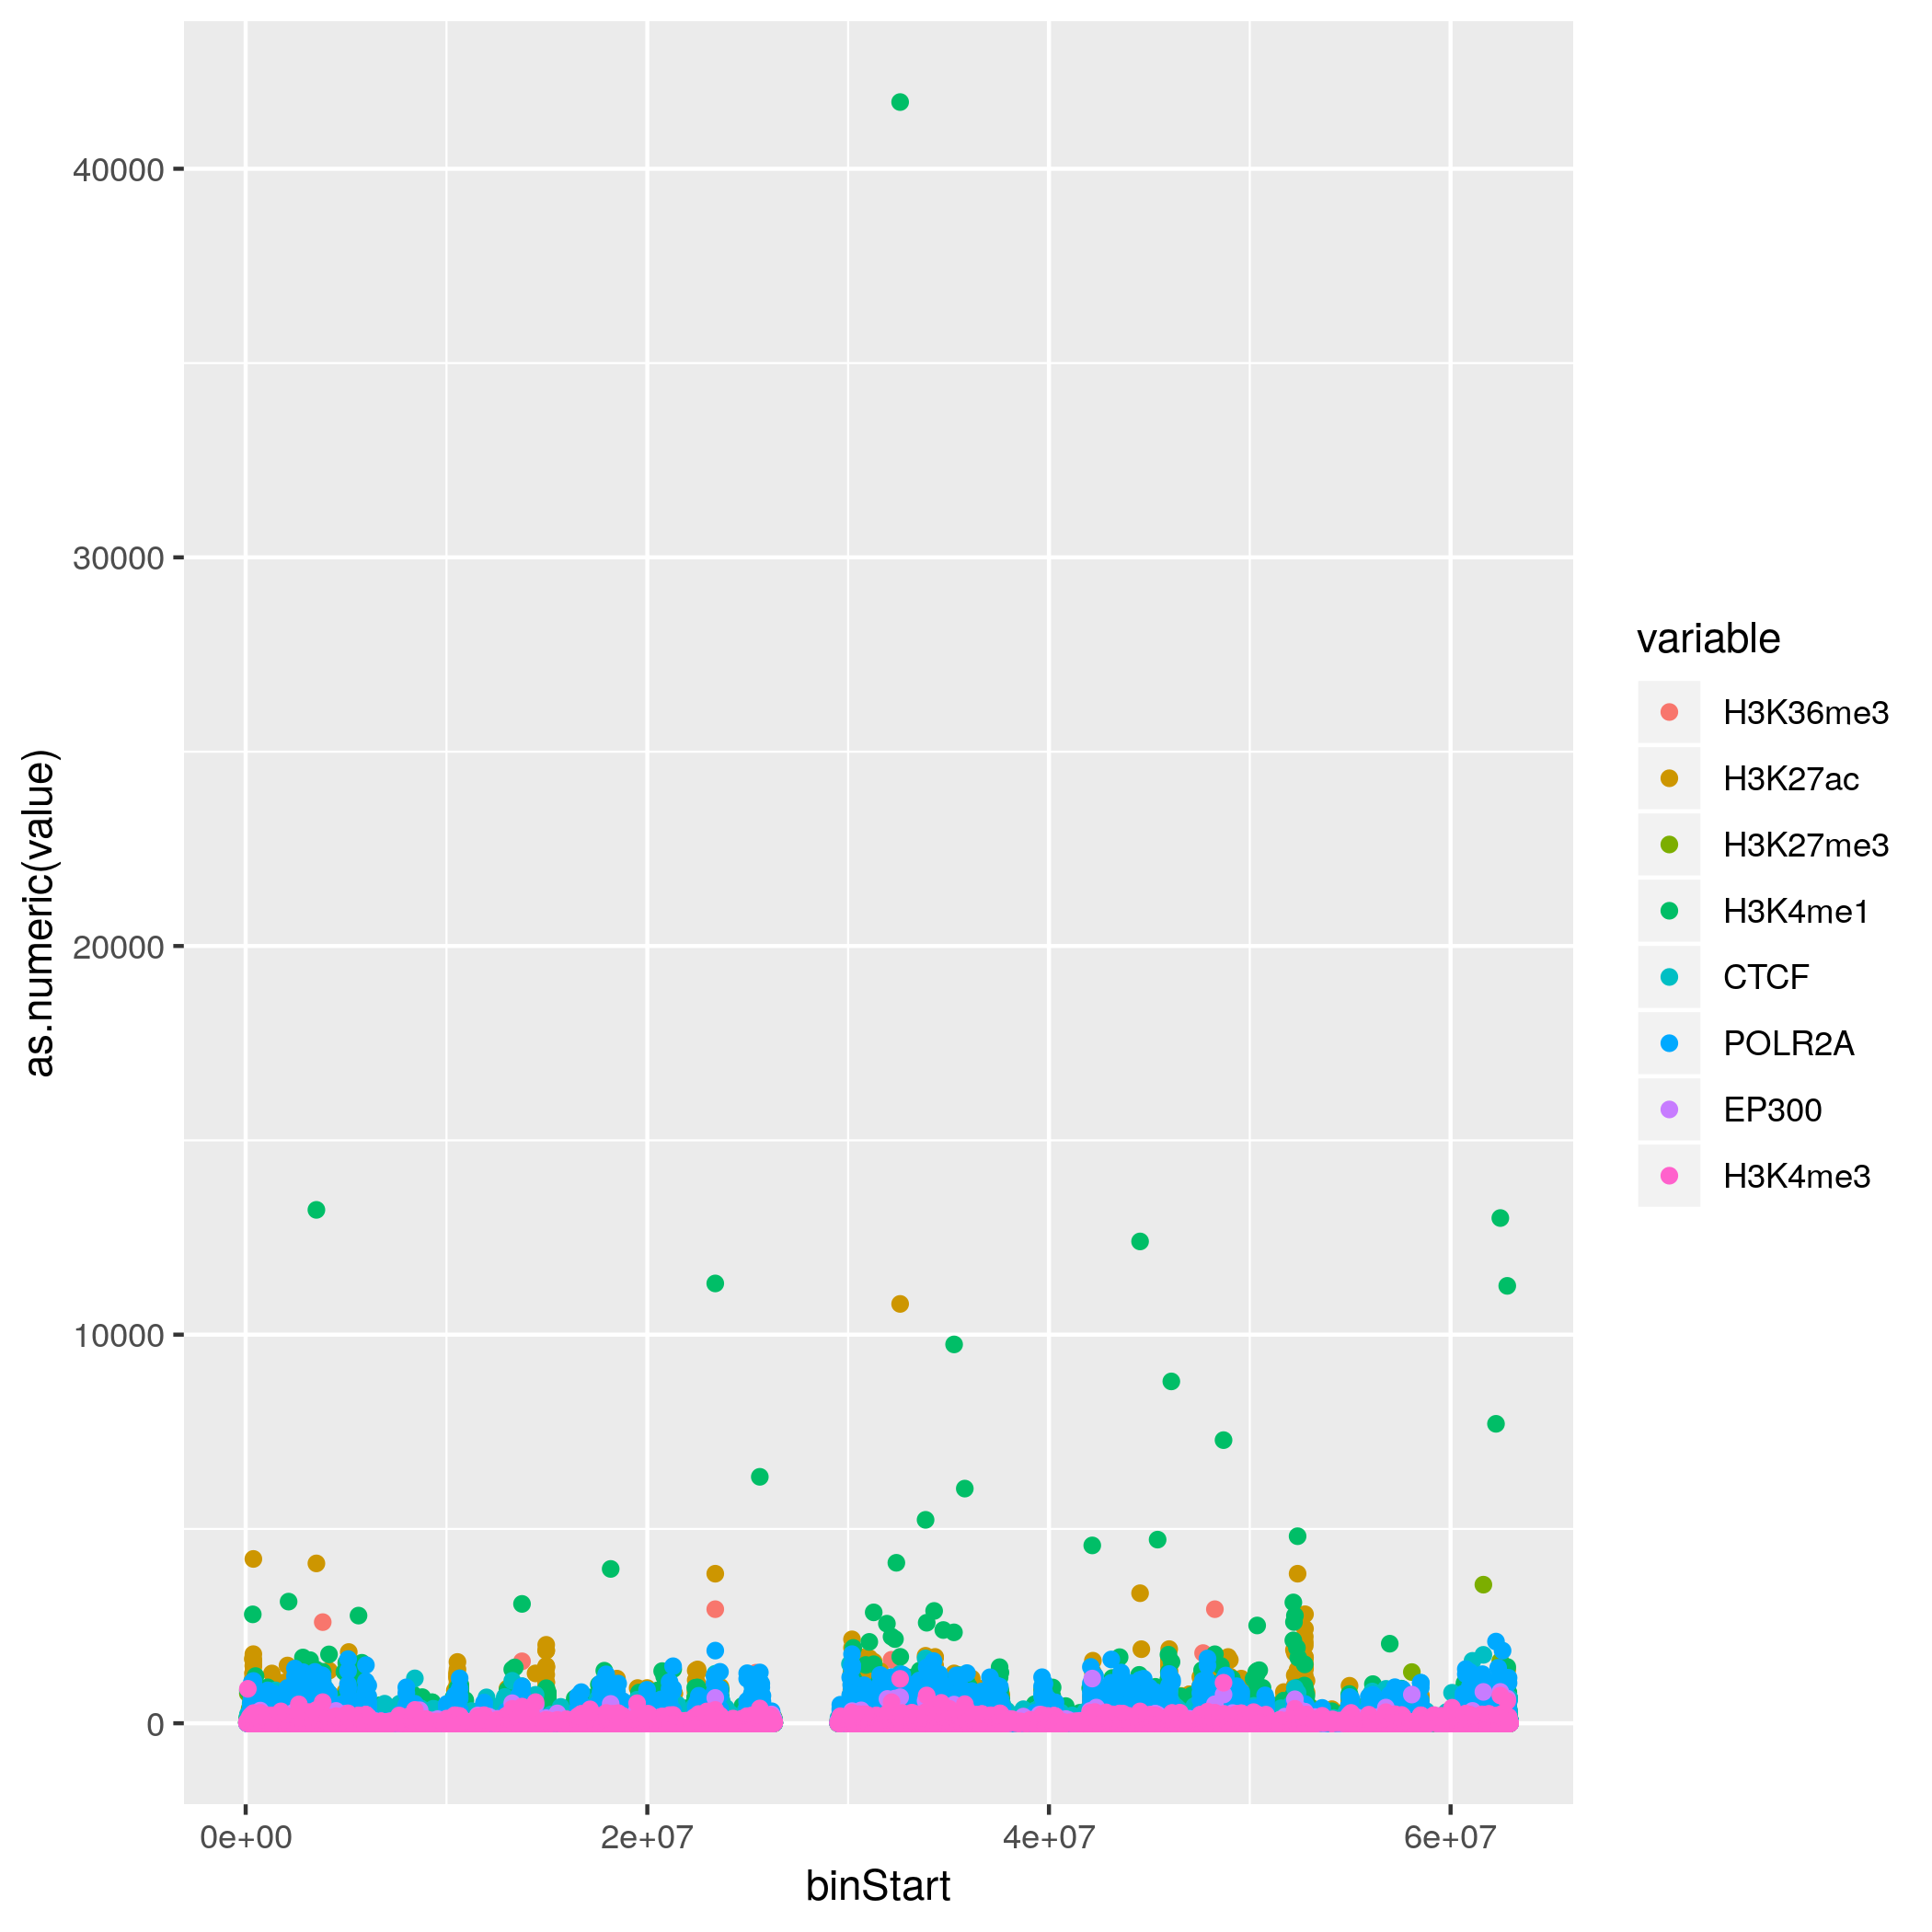 as.numeric(value)
40000
30000
20000
10000
0
0e+00
2e+07
4e+07
6e+07
binStart
variable
H3K36me3
H3K27ac
H3K27me3
H3K4me1
CTCF
POLR2A
EP300
H3K4me3